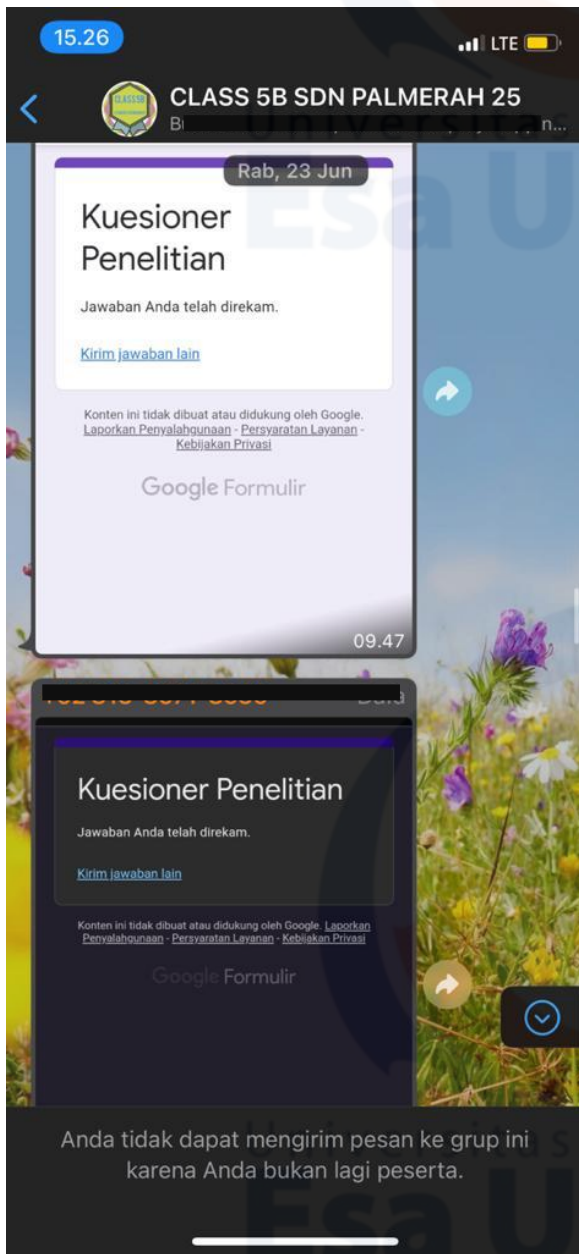 15.26
LTE
CLASS 5B SDN PALMERAH 25
Rab, 23 Jun
Kuesioner
Penelitian
Jawaban Anda telah direkam.
Kirim jawaban lain
Konten ini tidak dibuat atau didukung oleh Google.
Laporkan Penyalahgunaan - Persyaratan Layanan -
Kebijakan Privasi
Google Formulir
09.47
Kuesioner Penelitian
Jawaban Anda telah direkam.
Kirim jawaban lain
Konten ini tidak dibuat atau didukung oleh Google. Laporkan
Penyalahgunaan - Persyaratan Layanan - Kebijakan Privasi
Google Formulir
Anda tidak dapat mengirim pesan ke grup ini
karena Anda bukan lagi peserta.
Universitas
Esa U
Universitas
Esa U